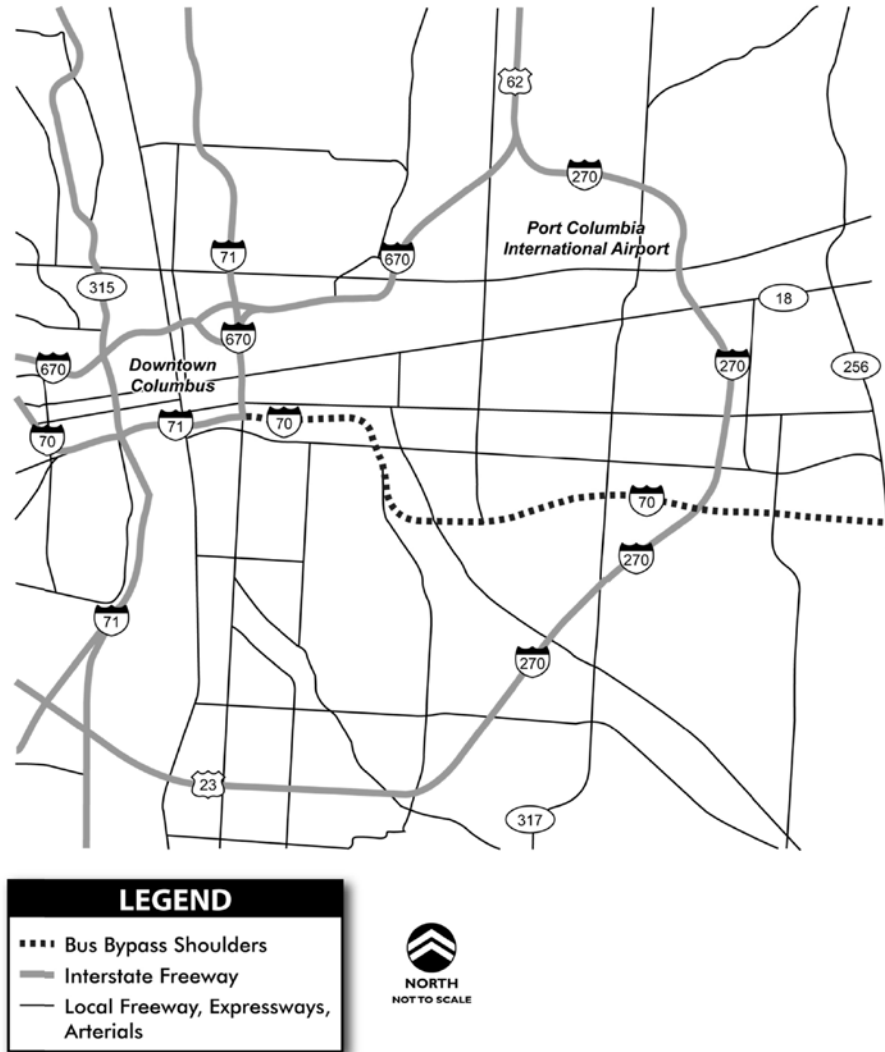 62
270
Port Columbia
International Airport
71
670
315
18
670
670
Downtown
Columbus
270
256
70
71
70
70
270
71
270
23
317
LEGEND
Bus Bypass Shoulders
Interstate Freeway
Local Freeway, Expressways,
Arterials
NORTH
NOT TO SCALE